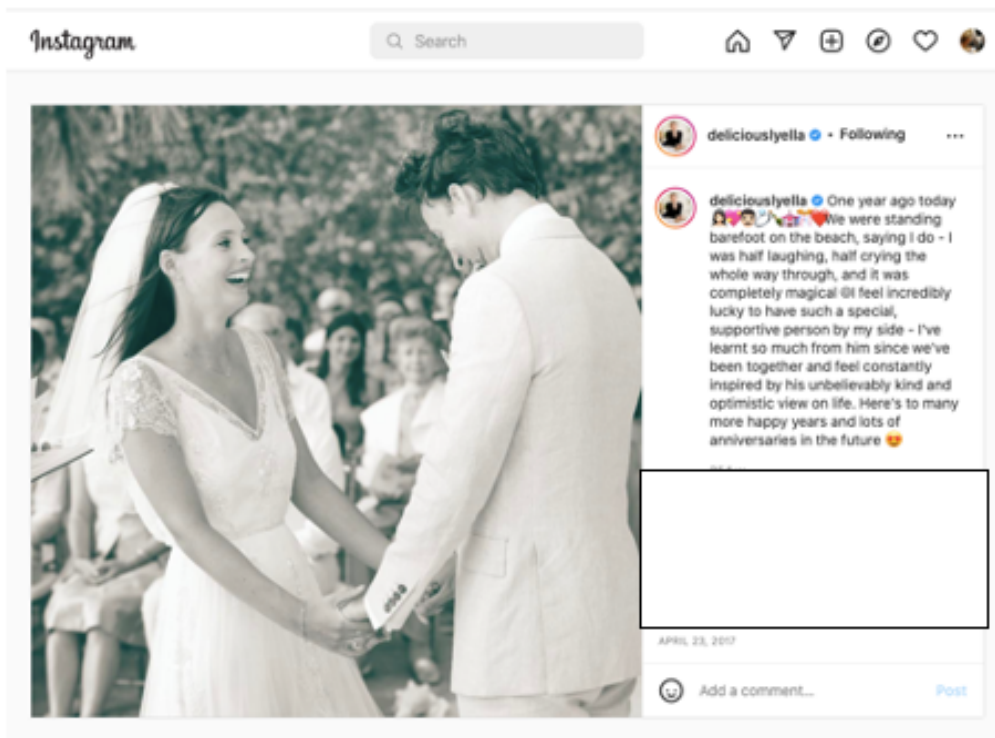 Instagram
Search
deliciouslyella • Following
deliciouslyella One year ago today
We were standing
barefoot on the beach, saying I do - I
was half laughing, half crying the
whole way through, and it was
completely magical I feel incredibly
lucky to have such a special,
supportive person by my side - I've
learnt so much from him since we've
been together and feel constantly
inspired by his unbelievably kind and
optimistic view on life. Here's to many
more happy years and lots of
anniversaries in the future 😍
APRIL 23, 2017
Add a comment...
Post